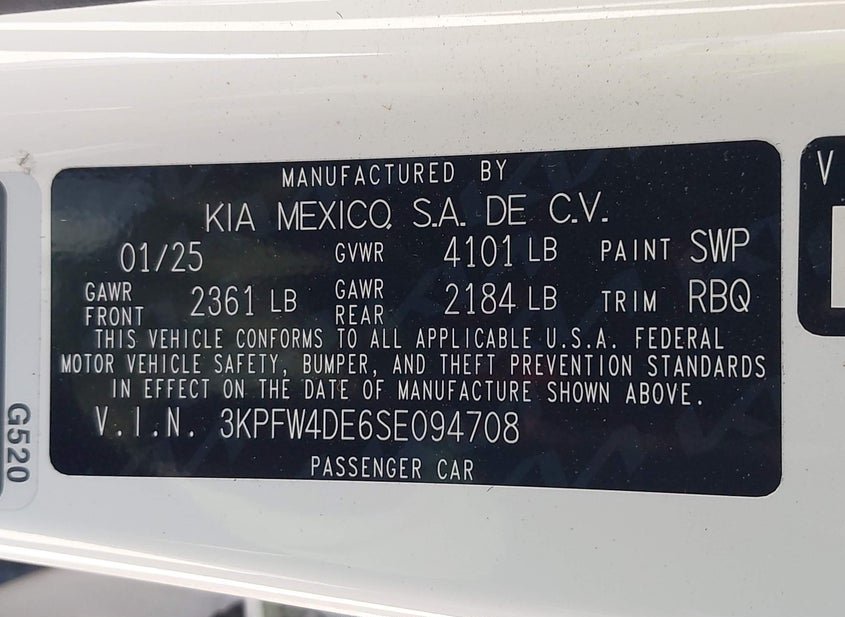 MANUFACTURED BY
KIA MEXICO, S.A. DE C.V.
01/25 GVWR 4101 LB PAINT SWP
GAWR FRONT 2361 LB GAWR REAR 2184 LB TRIM RBQ
THIS VEHICLE CONFORMS TO ALL APPLICABLE U.S.A. FEDERAL
MOTOR VEHICLE SAFETY, BUMPER, AND THEFT PREVENTION STANDARDS
IN EFFECT ON THE DATE OF MANUFACTURE SHOWN ABOVE.
V.I.N. 3KPFW4DE6SE094708
PASSENGER CAR
G520
V